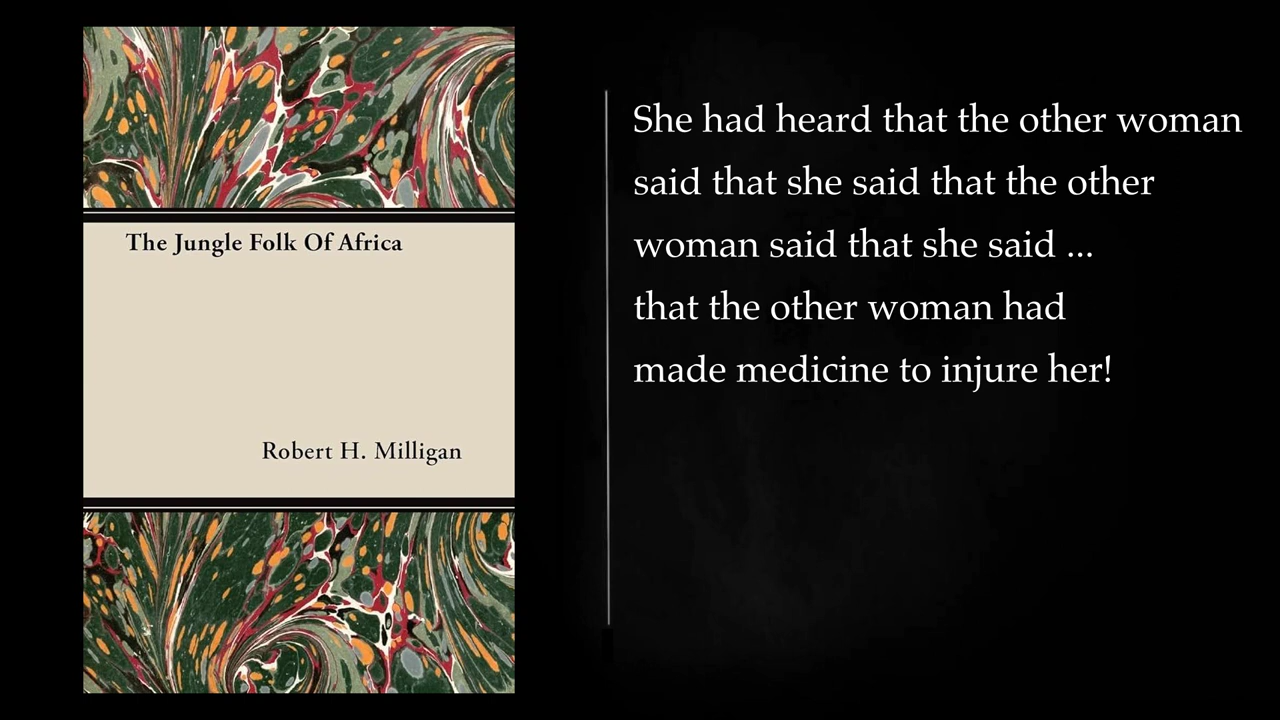 The Jungle Folk Of Africa
Robert H. Milligan
She had heard that the other woman
said that she said that the other
woman said that she said ...
that the other woman had
made medicine to injure her!